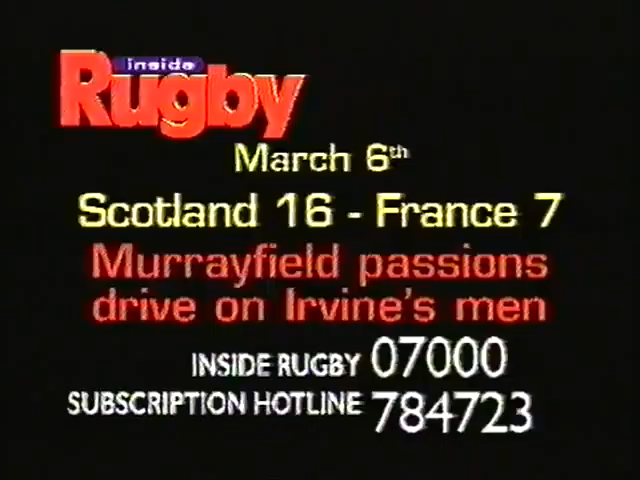 inside
Rugby
March 6th
Scotland 16 - France 7
Murrayfield passions
drive on Irvine's men
INSIDE RUGBY 07000
SUBSCRIPTION HOTLINE 784723